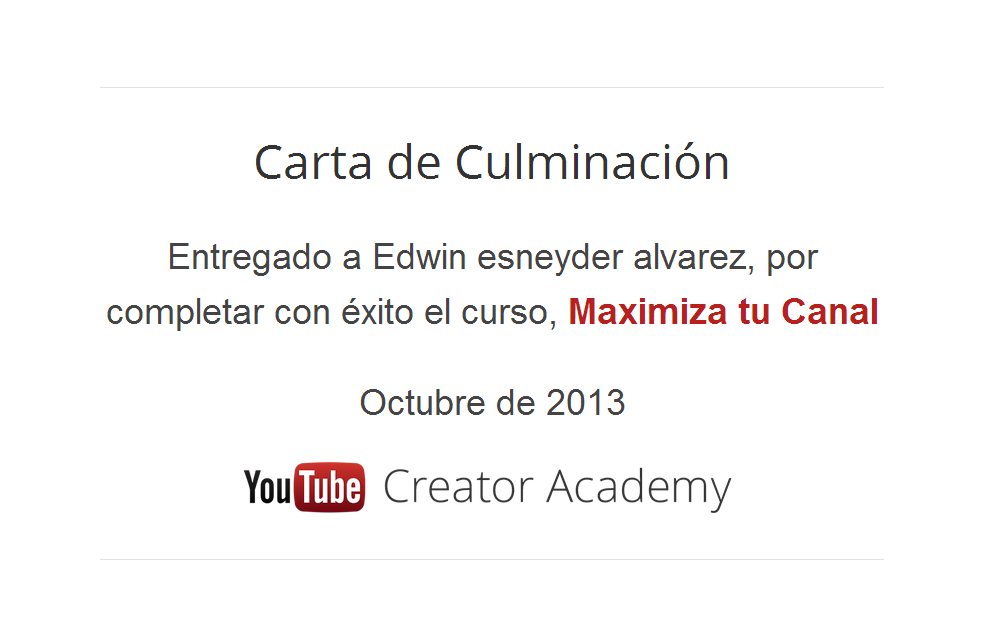 Carta de Culminación
Entregado a Edwin esneyder alvarez, por
completar con éxito el curso, Maximiza tu Canal
Octubre de 2013
YouTube Creator Academy